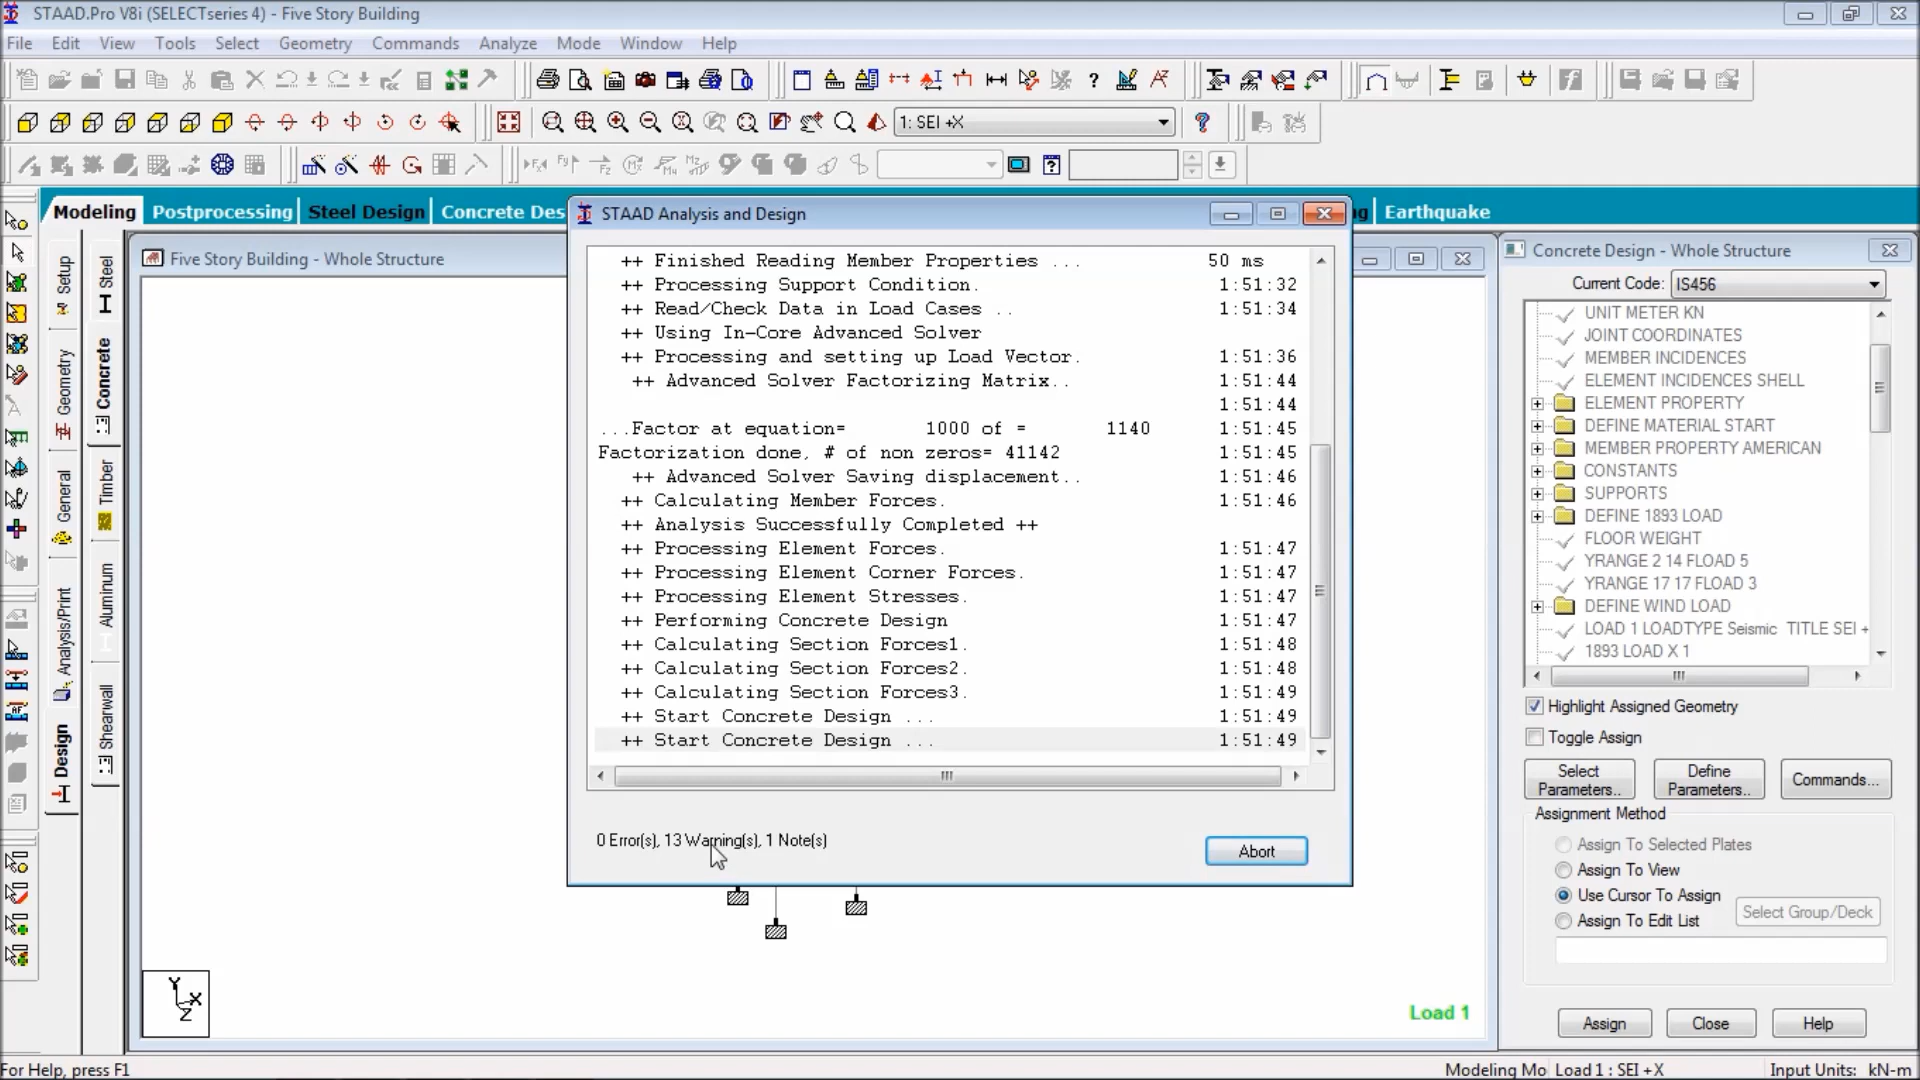 STAAD.Pro V8i (SELECTseries 4) - Five Story Building
File Edit View Tools Select Geometry Commands Analyze Mode Window Help
1: SEI +X
Modeling Postprocessing Steel Design Concrete Des
Earthquake
Five Story Building - Whole Structure
Setup
Geometry
General
Analysis/Print
Design
Steel
Concrete
Timber
Aluminum
Shearwall
STAAD Analysis and Design
++ Finished Reading Member Properties ... 50 ms
++ Processing Support Condition. 1:51:32
++ Read/Check Data in Load Cases .. 1:51:34
++ Using In-Core Advanced Solver
++ Processing and setting up Load Vector. 1:51:36
++ Advanced Solver Factorizing Matrix.. 1:51:44
1:51:44
...Factor at equation= 1000 of = 1140 1:51:45
Factorization done, # of non zeros= 41142 1:51:45
++ Advanced Solver Saving displacement.. 1:51:46
++ Calculating Member Forces. 1:51:46
++ Analysis Successfully Completed ++
++ Processing Element Forces. 1:51:47
++ Processing Element Corner Forces. 1:51:47
++ Processing Element Stresses. 1:51:47
++ Performing Concrete Design 1:51:47
++ Calculating Section Forces1. 1:51:48
++ Calculating Section Forces2. 1:51:48
++ Calculating Section Forces3. 1:51:49
++ Start Concrete Design ... 1:51:49
++ Start Concrete Design ... 1:51:49
0 Error(s), 13 Warning(s), 1 Note(s)
Abort
Y
X
Z
Load 1
Concrete Design - Whole Structure
Current Code: IS456
UNIT METER KN
JOINT COORDINATES
MEMBER INCIDENCES
ELEMENT INCIDENCES SHELL
ELEMENT PROPERTY
DEFINE MATERIAL START
MEMBER PROPERTY AMERICAN
CONSTANTS
SUPPORTS
DEFINE 1893 LOAD
FLOOR WEIGHT
YRANGE 2 14 FLOAD 5
YRANGE 17 17 FLOAD 3
DEFINE WIND LOAD
LOAD 1 LOADTYPE Seismic TITLE SEI +
1893 LOAD X 1
Highlight Assigned Geometry
Toggle Assign
Select Parameters..
Define Parameters..
Commands...
Assignment Method
Assign To Selected Plates
Assign To View
Use Cursor To Assign
Assign To Edit List
Select Group/Deck
Assign Close Help
For Help, press F1
Modeling Mo Load 1 : SEI +X Input Units: kN-m